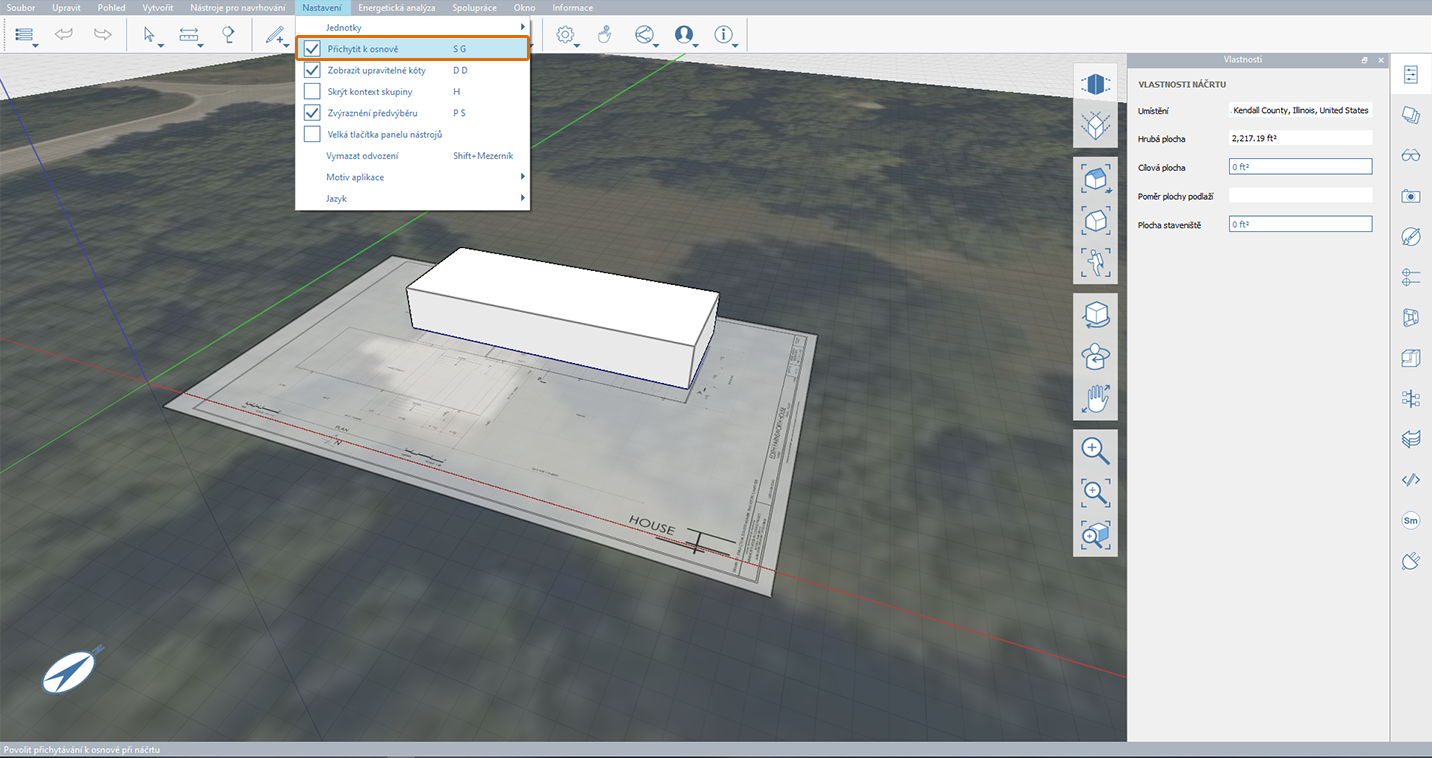 Soubor Upravit Pohled Vytvořit Nástroje pro navrhování Nastavení Energetická analýza Spolupráce Okno Informace
Jednotky
Přichytit k osnově S G
Zobrazit upravitelné kóty D D
Skrýt kontext skupiny H
Zvýraznění předvýběru P S
Velká tlačítka panelu nástrojů
Vymazat odvození Shift+Mezerník
Motiv aplikace
Jazyk
Vlastnosti
VLASTNOSTI NÁČRTU
Umístění Kendall County, Illinois, United States
Hrubá plocha 2,217.19 ft²
Cílová plocha 0 ft²
Poměr plochy podlaží
Plocha staveniště 0 ft²
Sm
PLAN
N
HOUSE
Povolit přichytávání k osnově při náčrtu